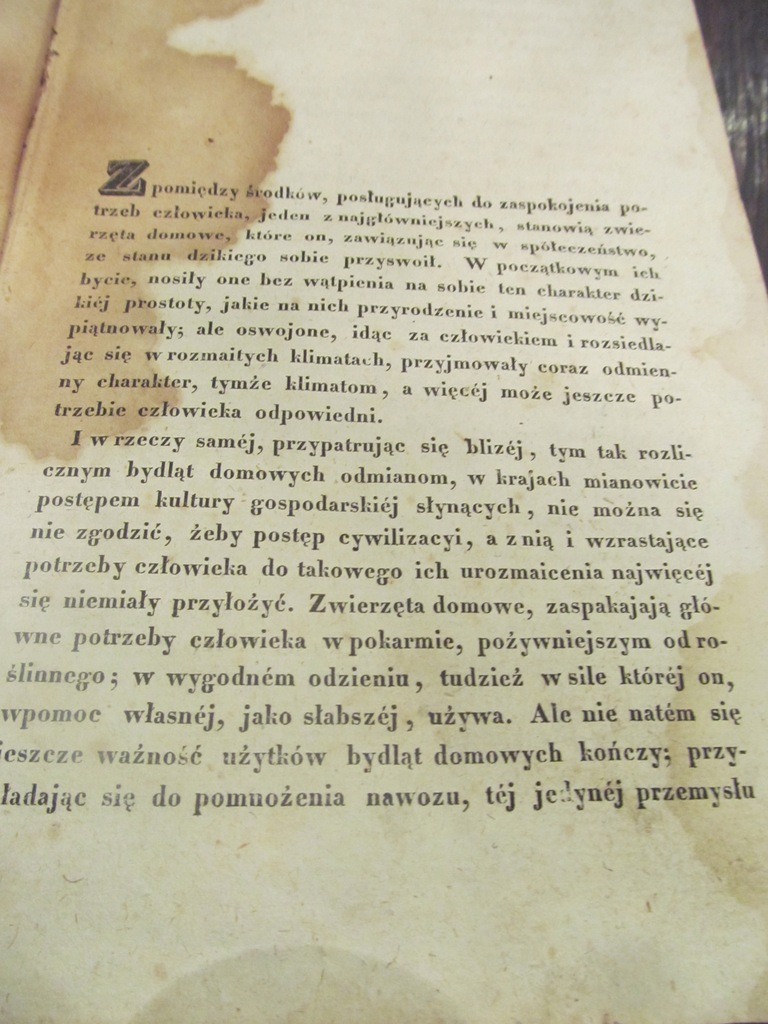 Z pomiędzy środków, posługujących do zaspokojenia po-
trzeb człowieka, jeden z najgłówniejszych, stanowią zwie-
rzęta domowe, które on, zawiązując się w społeczeństwo,
ze stanu dzikiego sobie przyswoił. W początkowym ich
bycie, nosiły one bez wątpienia na sobie ten charakter dzi-
kiéj prostoty, jakie na nich przyrodzenie i miejscowość wy-
piątnowały; ale oswojone, idąc za człowiekiem i rozsiedla-
jąc się w rozmaitych klimatach, przyjmowały coraz odmien-
ny charakter, tymże klimatom, a więcéj może jeszcze po-
trzebie człowieka odpowiedni.
I w rzeczy saméj, przypatrując się bliżéj, tym tak rozli-
cznym bydląt domowych odmianom, w krajach mianowicie
postępem kultury gospodarskiéj słynących, nie można się
nie zgodzić, żeby postęp cywilizacyi, a z nią i wzrastające
potrzeby człowieka do takowego ich urozmaicenia najwięcéj
się niemiały przyłożyć. Zwierzęta domowe, zaspakajają głó-
wne potrzeby człowieka w pokarmie, pożywniejszym od ro-
ślinnego; w wygodném odzieniu, tudzież w sile któréj on,
wpomoc własnéj, jako słabszéj, używa. Ale nie natém się
jeszcze ważność użytków bydląt domowych kończy; przy-
ładając się do pomnożenia nawozu, téj jedynéj przemysłu